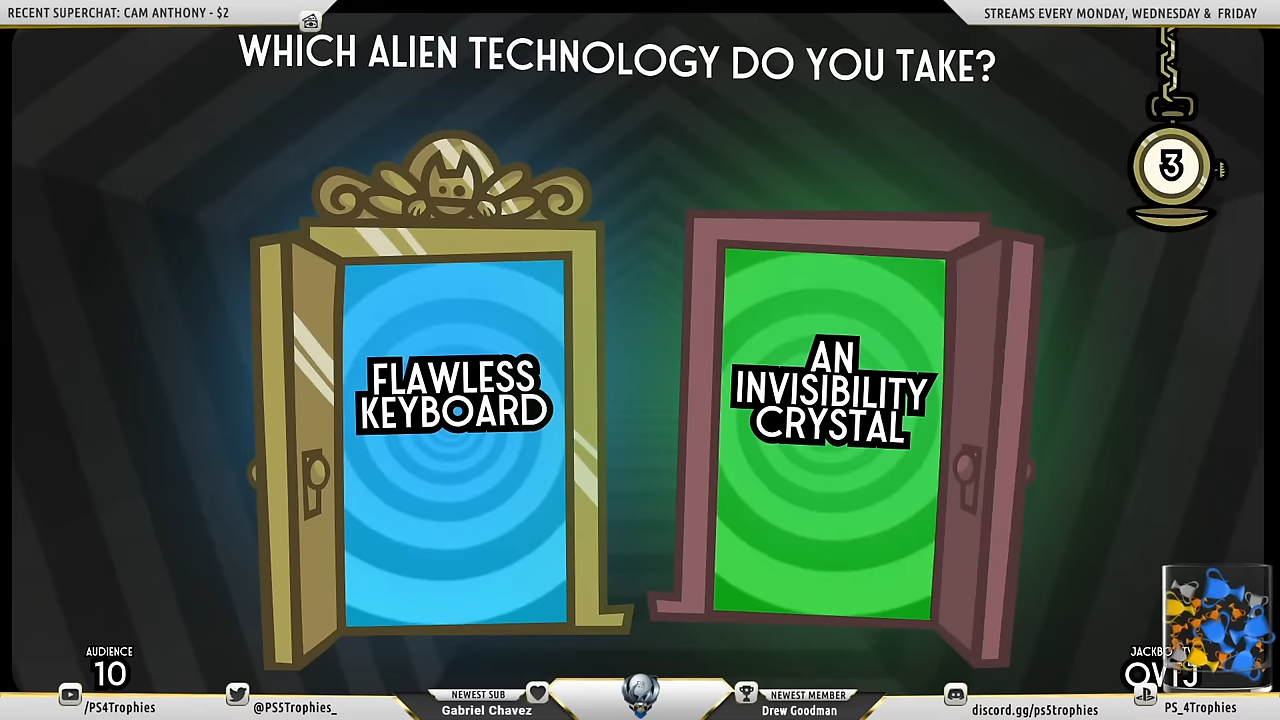 RECENT SUPERCHAT: CAM ANTHONY - $2
STREAMS EVERY MONDAY, WEDNESDAY & FRIDAY
WHICH ALIEN TECHNOLOGY DO YOU TAKE?
3
FLAWLESS
KEYBOARD
AN
INVISIBILITY
CRYSTAL
AUDIENCE
10
/PS4Trophies
@PS5Trophies_
NEWEST SUB
Gabriel Chavez
NEWEST MEMBER
Drew Goodman
discord.gg/ps5trophies
PS_4Trophies